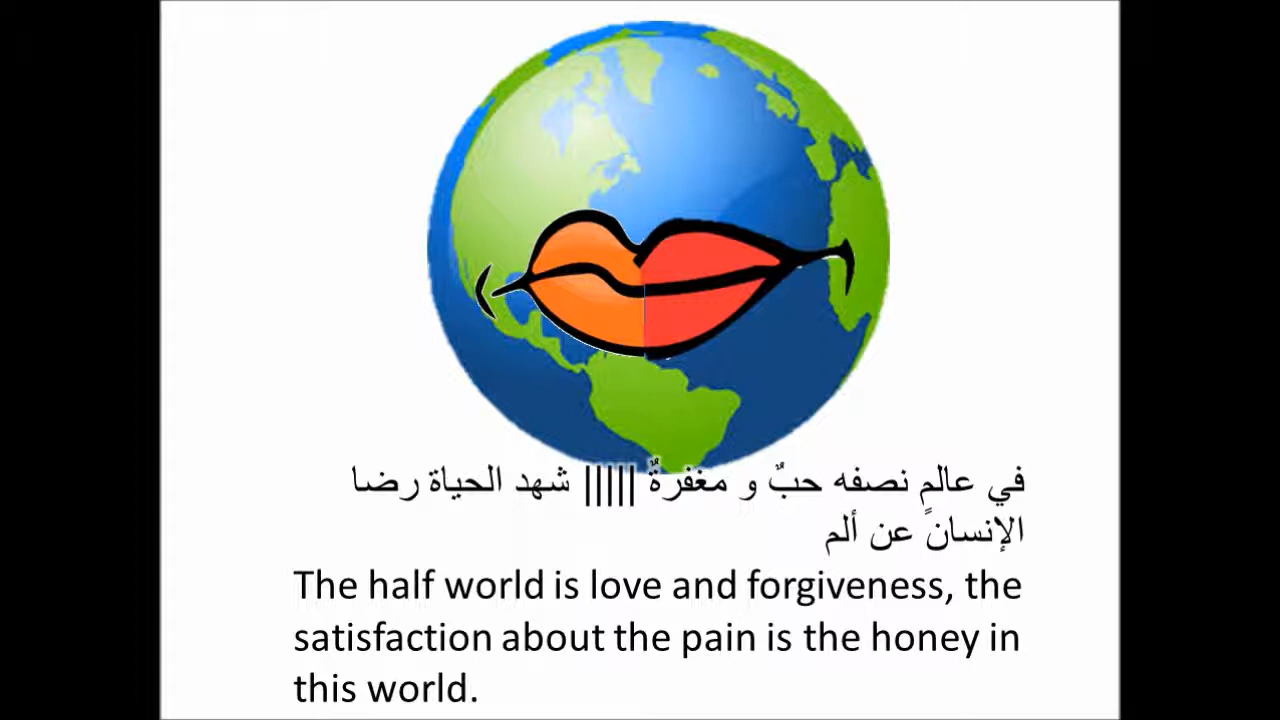 في عالمٍ نصفه حبٌ و مغفرةٌ ||||| شهد الحياة رضا
الإنسانً عن ألم
The half world is love and forgiveness, the
satisfaction about the pain is the honey in
this world.